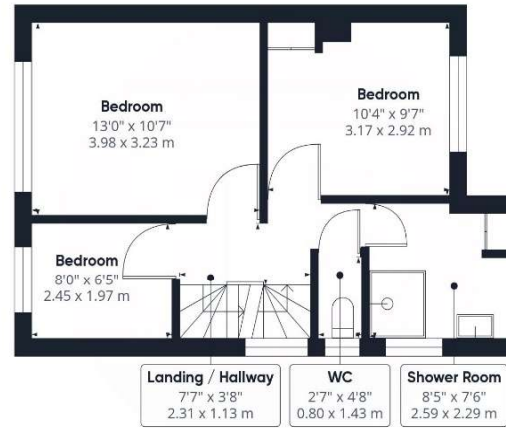 Bedroom
13'0" x 10'7"
3.98 x 3.23 m
Bedroom
10'4" x 9'7"
3.17 x 2.92 m
Bedroom
8'0" x 6'5"
2.45 x 1.97 m
Landing / Hallway
7'7" x 3'8"
2.31 x 1.13 m
WC
2'7" x 4'8"
0.80 x 1.43 m
Shower Room
8'5" x 7'6"
2.59 x 2.29 m